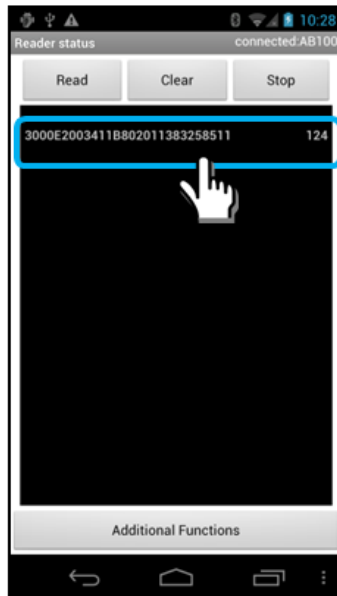 10:28
Reader status connected:AB100
Read Clear Stop
3000E2003411B802011383258511 124
Additional Functions